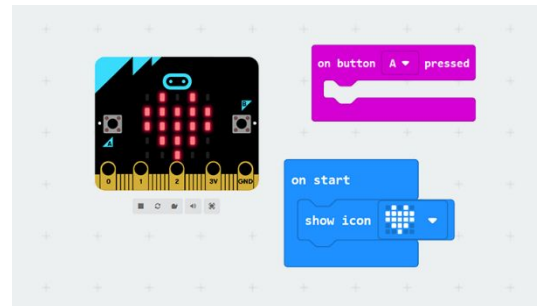 on button A pressed
A
B
0 1 2 3V GND
on start
show icon